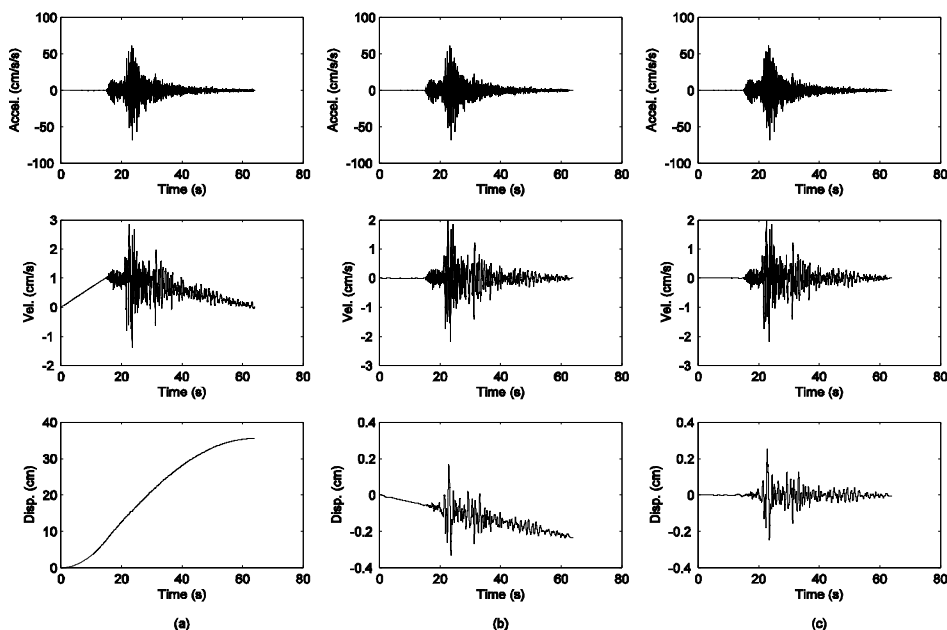 100
50
0
-50
-100
Accel. (cm/s/s)
0 20 40 60 80
Time (s)
100
50
0
-50
-100
Accel. (cm/s/s)
0 20 40 60 80
Time (s)
100
50
0
-50
-100
Accel. (cm/s/s)
0 20 40 60 80
Time (s)
3
2
1
0
-1
-2
Vel. (cm/s)
0 20 40 60 80
Time (s)
2
1
0
-1
-2
-3
Vel. (cm/s)
0 20 40 60 80
Time (s)
2
1
0
-1
-2
-3
Vel. (cm/s)
0 20 40 60 80
Time (s)
40
30
20
10
0
Disp. (cm)
0 20 40 60 80
Time (s)
0.4
0.2
0
-0.2
-0.4
Disp. (cm)
0 20 40 60 80
Time (s)
0.4
0.2
0
-0.2
-0.4
Disp. (cm)
0 20 40 60 80
Time (s)
(a)
(b)
(c)